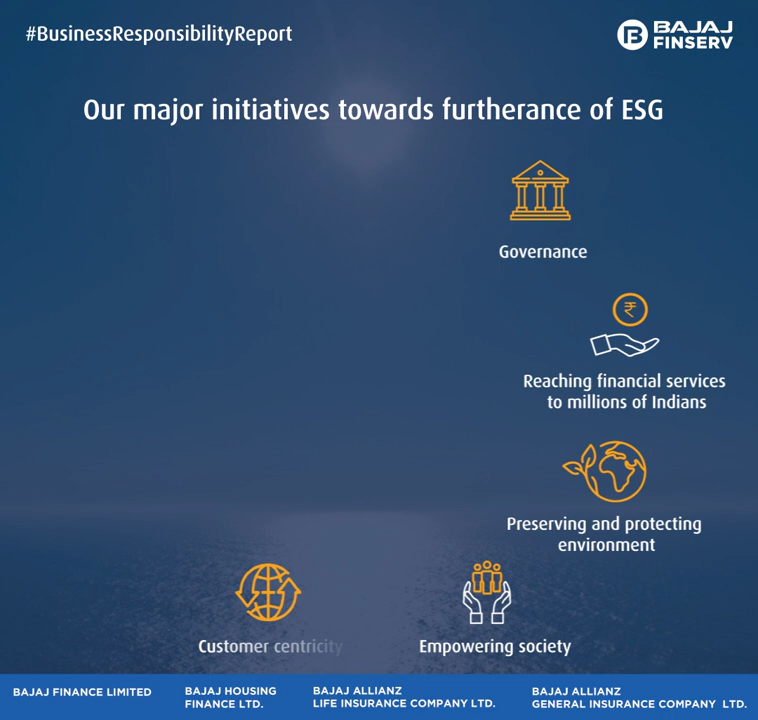 #BusinessResponsibilityReport
BAJAJ
FINSERV
Our major initiatives towards furtherance of ESG
Governance
₹
Reaching financial services
to millions of Indians
Preserving and protecting
environment
Customer centricity
Empowering society
BAJAJ FINANCE LIMITED
BAJAJ HOUSING
FINANCE LTD.
BAJAJ ALLIANZ
LIFE INSURANCE COMPANY LTD.
BAJAJ ALLIANZ
GENERAL INSURANCE COMPANY LTD.